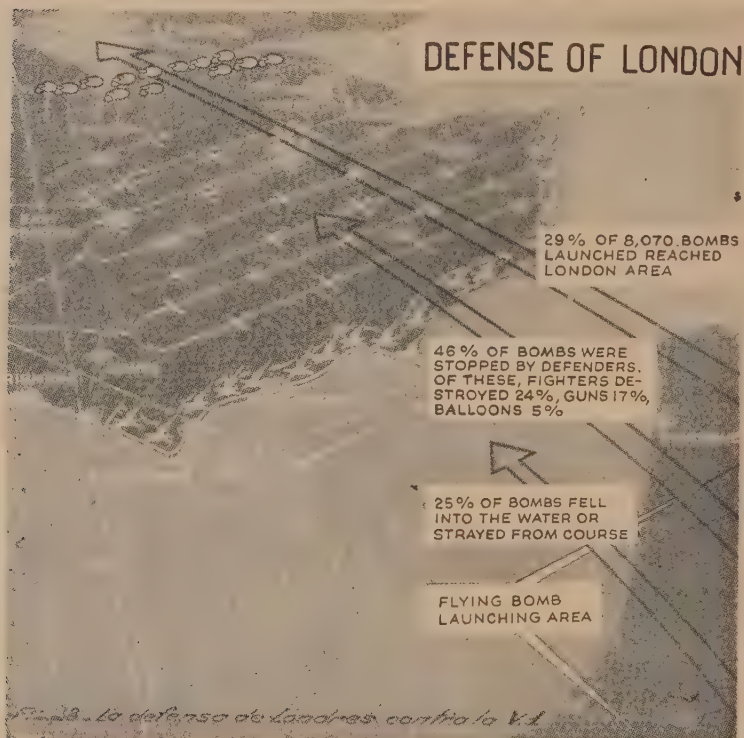 DEFENSE OF LONDON
29% OF 8,070 BOMBS
LAUNCHED REACHED
LONDON AREA
46% OF BOMBS WERE
STOPPED BY DEFENDERS.
OF THESE, FIGHTERS DE-
STROYED 24%, GUNS 17%,
BALLOONS 5%
25% OF BOMBS FELL
INTO THE WATER OR
STRAYED FROM COURSE
FLYING BOMB
LAUNCHING AREA
La defensa de Londres contra la V.1